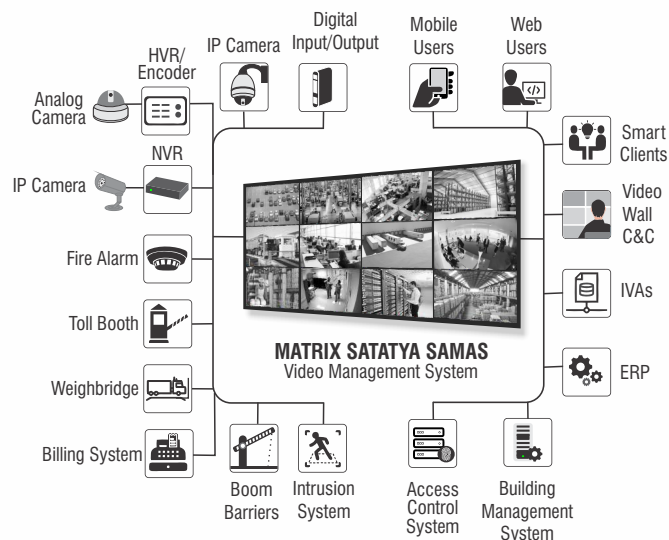 Digital
Input/Output
IP Camera
HVR/
Encoder
Analog
Camera
Mobile
Users
Web
Users
Smart
Clients
NVR
IP Camera
Video
Wall
C&C
Fire Alarm
IVAs
Toll Booth
MATRIX SATATYA SAMAS
Video Management System
ERP
Weighbridge
Billing System
Boom
Barriers
Intrusion
System
Access
Control
System
Building
Management
System